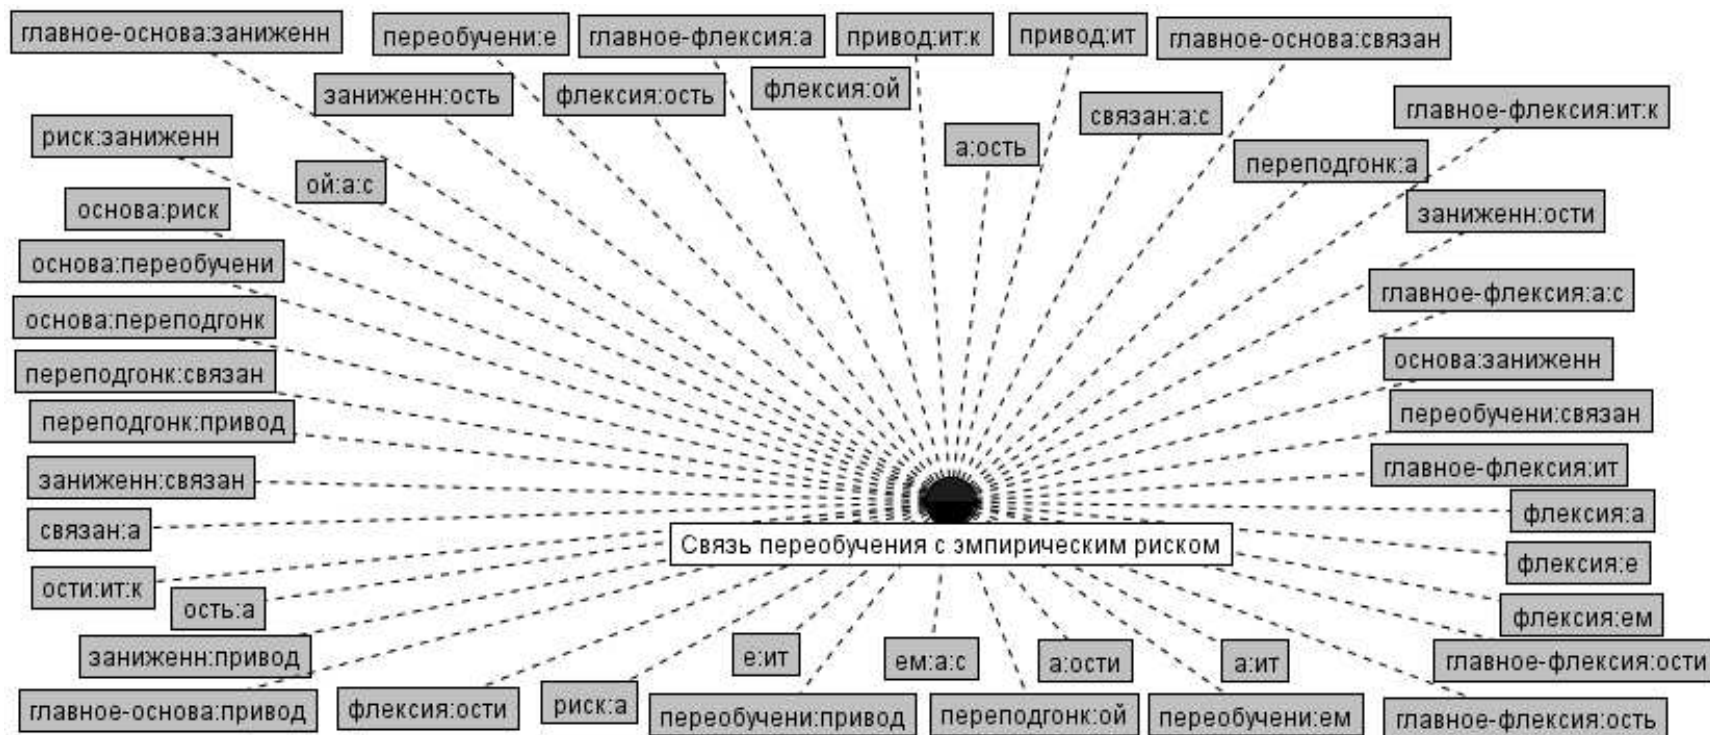 главное-основа:заниженн
переобучени:е
главное-флексия:а
привод:ит:к
привод:ит
главное-основа:связан
заниженн:ость
флексия:ость
флексия:ой
связан:а:с
главное-флексия:ит:к
риск:заниженн
ой:а:с
а:ость
переподгонк:а
основа:риск
заниженн:ости
основа:переобучени
главное-флексия:а:с
основа:переподгонк
основа:заниженн
переподгонк:связан
переобучени:связан
переподгонк:привод
главное-флексия:ит
заниженн:связан
флексия:а
связан:а
Связь переобучения с эмпирическим риском
флексия:е
ости:ит:к
ость:а
флексия:ем
заниженн:привод
е:ит
ем:а:с
а:ости
а:ит
главное-флексия:ости
главное-основа:привод
флексия:ости
риск:а
переобучени:привод
переподгонк:ой
переобучени:ем
главное-флексия:ость